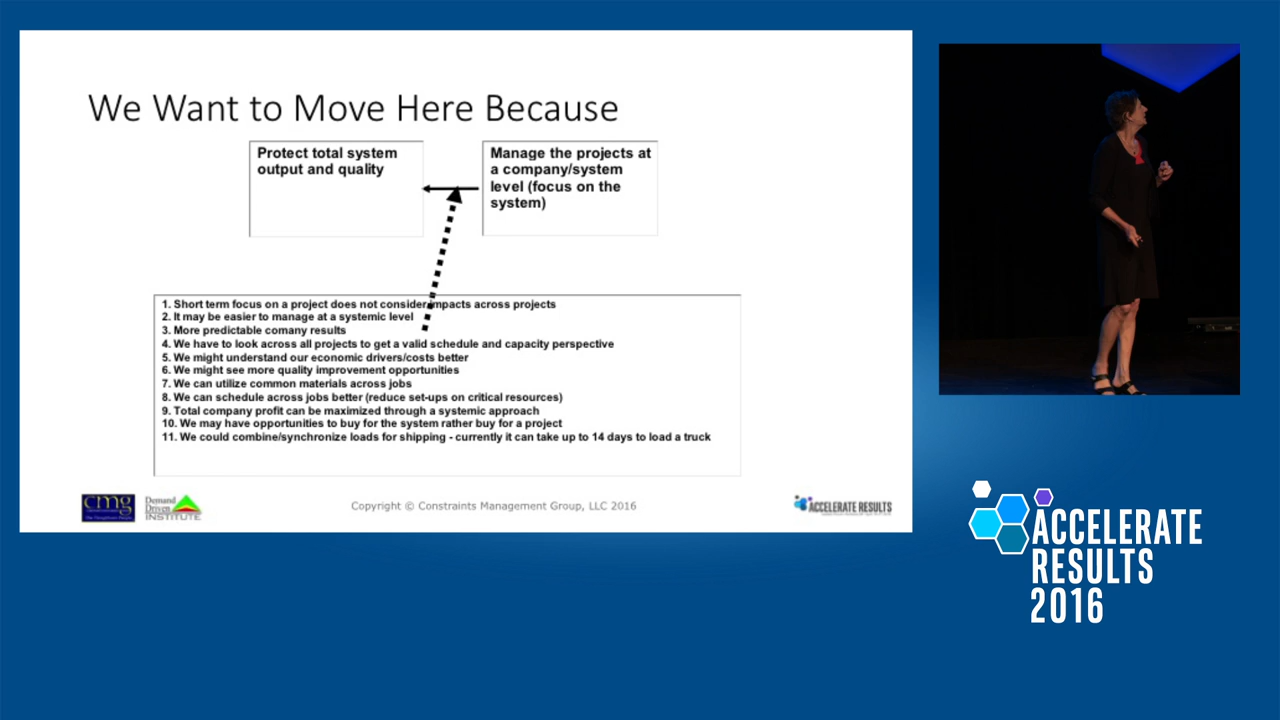 We Want to Move Here Because
Protect total system
output and quality
Manage the projects at
a company/system
level (focus on the
system)
1. Short term focus on a project does not consider impacts across projects
2. It may be easier to manage at a systemic level
3. More predictable comany results
4. We have to look across all projects to get a valid schedule and capacity perspective
5. We might understand our economic drivers/costs better
6. We might see more quality improvement opportunities
7. We can utilize common materials across jobs
8. We can schedule across jobs better (reduce set-ups on critical resources)
9. Total company profit can be maximized through a systemic approach
10. We may have opportunities to buy for the system rather buy for a project
11. We could combine/synchronize loads for shipping - currently it can take up to 14 days to load a truck
cmg
Demand
Driven
INSTITUTE
Copyright © Constraints Management Group, LLC 2016
ACCELERATE RESULTS
ACCELERATE
RESULTS
2016